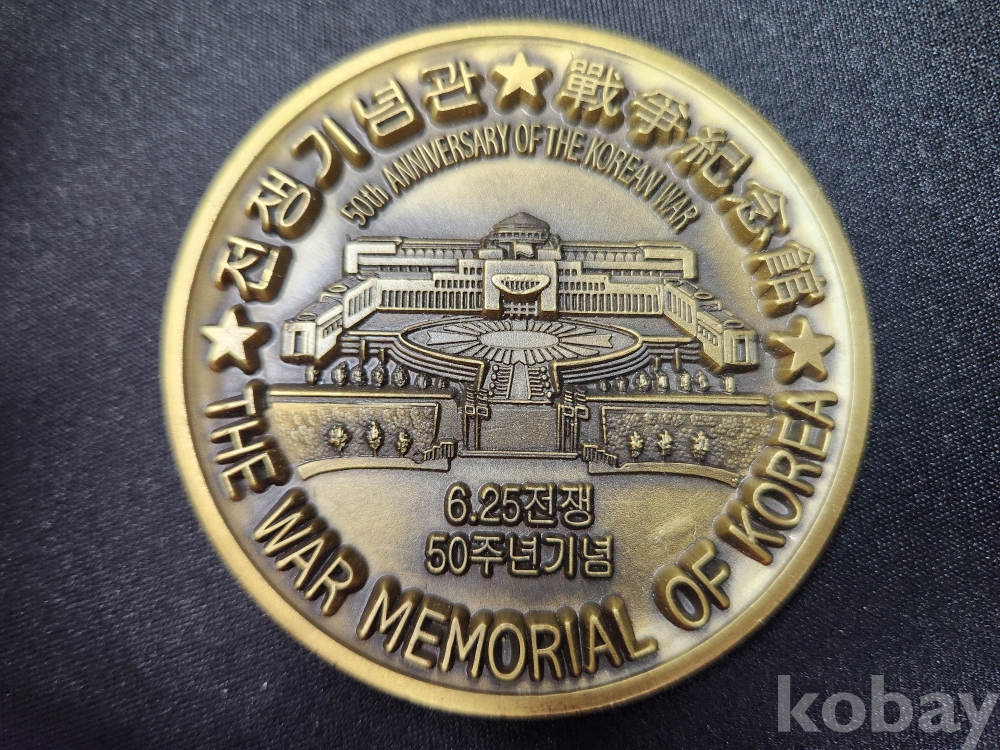 전쟁기념관 ★ 戰爭紀念館
50th ANNIVERSARY OF THE KOREAN WAR
6.25전쟁
50주년기념
★ THE WAR MEMORIAL OF KOREA ★
kobay